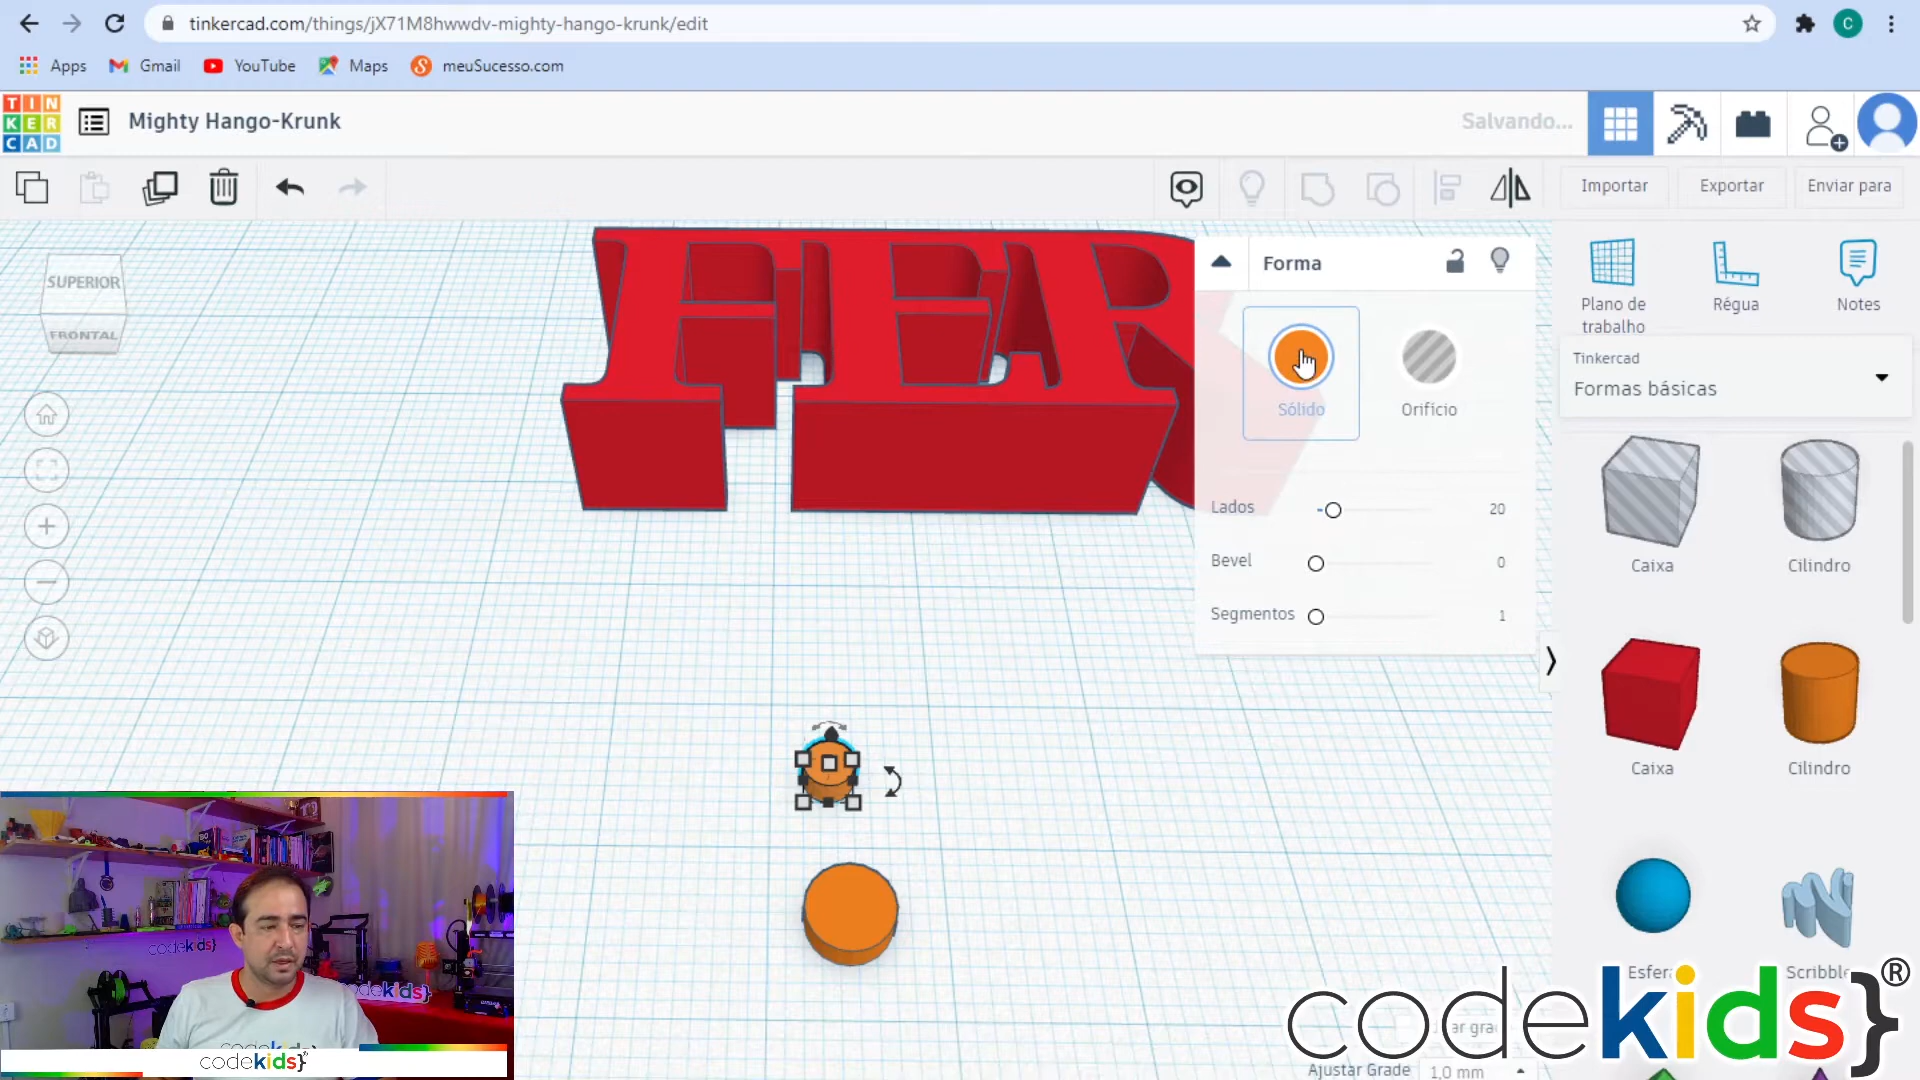 tinkercad.com/things/jX71M8hwwdv-mighty-hango-krunk/edit
C
Apps
Gmail
YouTube
Maps
meuSucesso.com
TIN
KER
CAD
Mighty Hango-Krunk
Salvando...
Importar
Exportar
Enviar para
SUPERIOR
FRONTAL
Forma
Sólido
Orifício
Lados
20
Bevel
0
Segmentos
1
Plano de
trabalho
Régua
Notes
Tinkercad
Formas básicas
Caixa
Cilindro
Caixa
Cilindro
Esfera
Scribble
codekids}®
Ajustar Grade
1,0 mm
codekids}
codekids}
codekids}